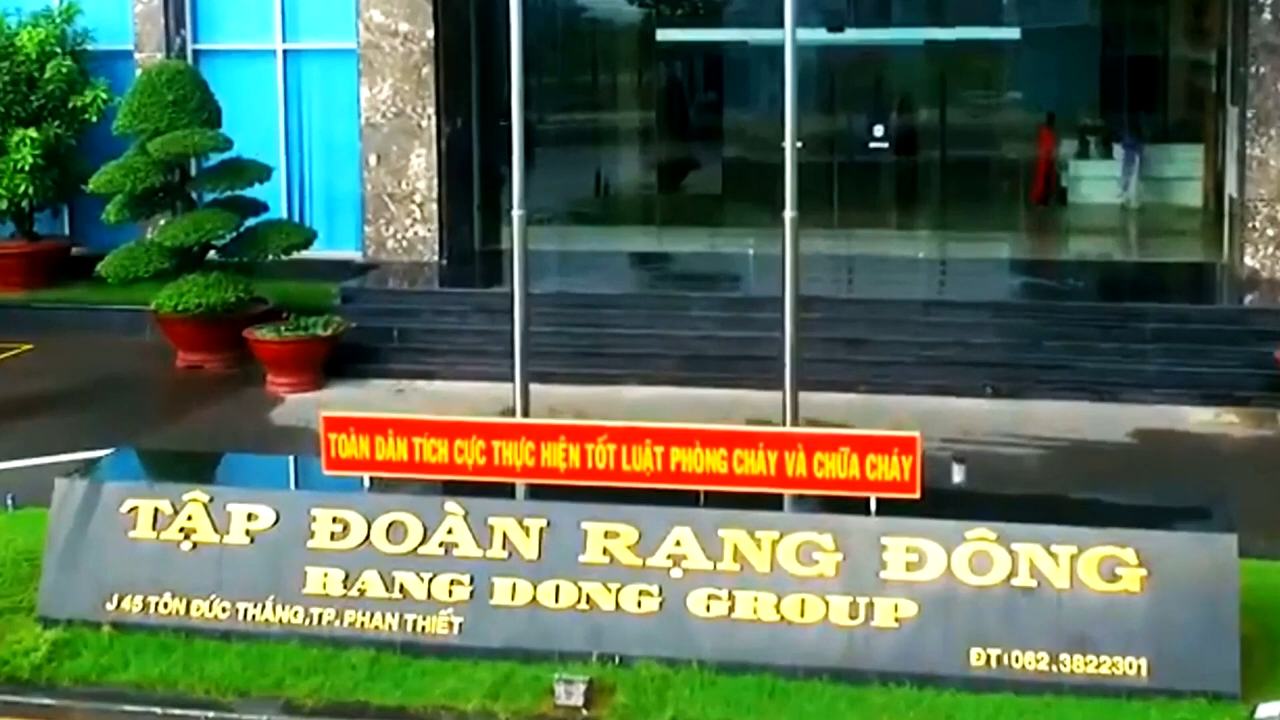 TOÀN DÂN TÍCH CỰC THỰC HIỆN TỐT LUẬT PHÒNG CHÁY VÀ CHỮA CHÁY
TẬP ĐOÀN RẠNG ĐÔNG
RANG DONG GROUP
J 45 TÔN ĐỨC THẮNG,TP. PHAN THIẾT
ĐT:062.3822301